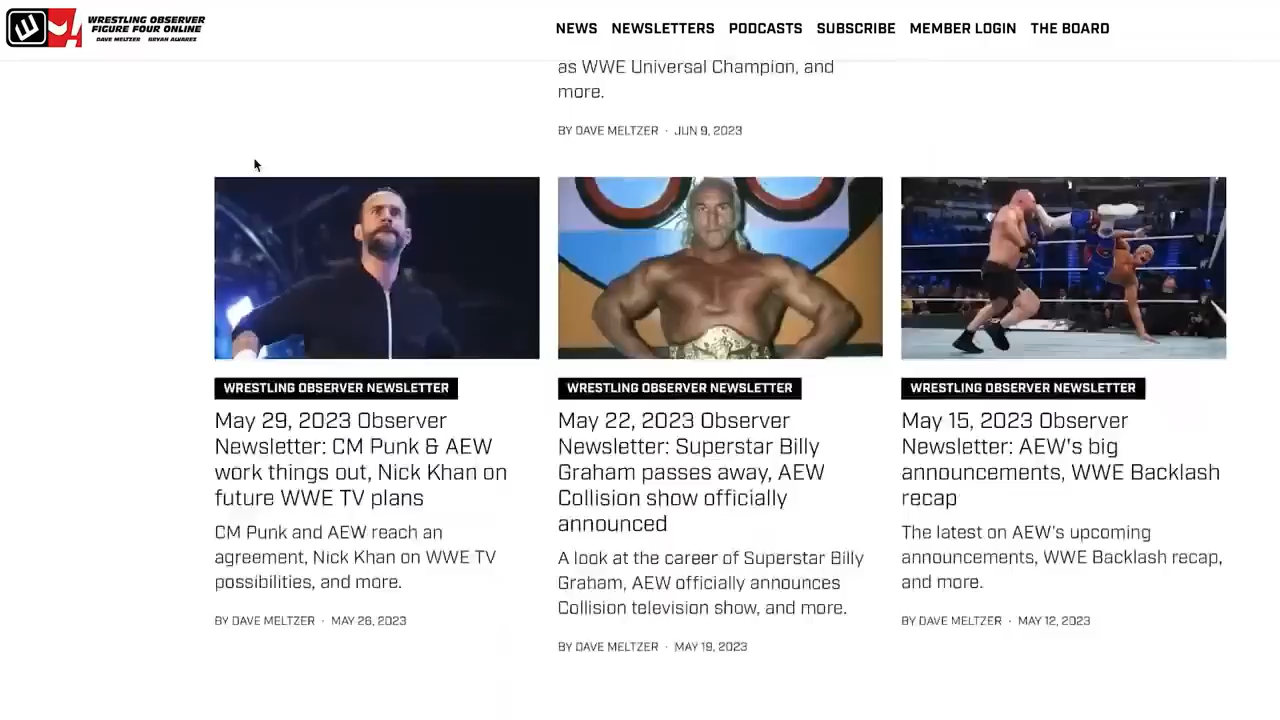 WRESTLING OBSERVER
FIGURE FOUR ONLINE
DAVE MELTZER BRYAN ALVAREZ
NEWS NEWSLETTERS PODCASTS SUBSCRIBE MEMBER LOGIN THE BOARD
as WWE Universal Champion, and
more.
BY DAVE MELTZER · JUN 9, 2023
WRESTLING OBSERVER NEWSLETTER
May 29, 2023 Observer
Newsletter: CM Punk & AEW
work things out, Nick Khan on
future WWE TV plans
CM Punk and AEW reach an
agreement, Nick Khan on WWE TV
possibilities, and more.
BY DAVE MELTZER · MAY 26, 2023
WRESTLING OBSERVER NEWSLETTER
May 22, 2023 Observer
Newsletter: Superstar Billy
Graham passes away, AEW
Collision show officially
announced
A look at the career of Superstar Billy
Graham, AEW officially announces
Collision television show, and more.
BY DAVE MELTZER · MAY 19, 2023
WRESTLING OBSERVER NEWSLETTER
May 15, 2023 Observer
Newsletter: AEW's big
announcements, WWE Backlash
recap
The latest on AEW's upcoming
announcements, WWE Backlash recap,
and more.
BY DAVE MELTZER · MAY 12, 2023